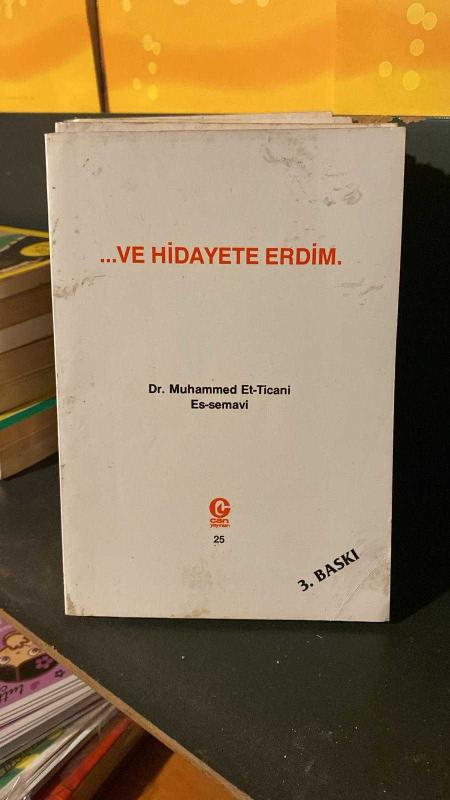 ...VE HİDAYETE ERDİM.
Dr. Muhammed Et-Ticani
Es-semavi
can
yayınları
25
3. BASKI